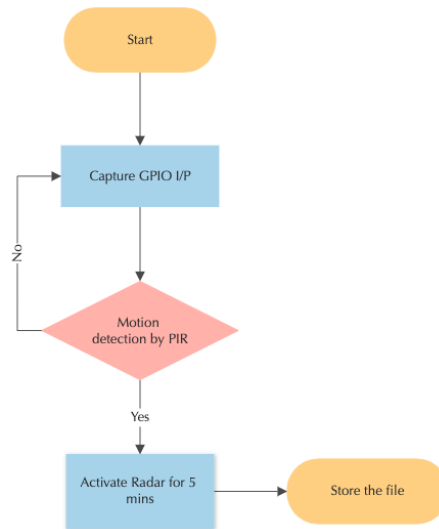 Start
Capture GPIO I/P
No
Motion
detection by PIR
Yes
Activate Radar for 5
mins
Store the file